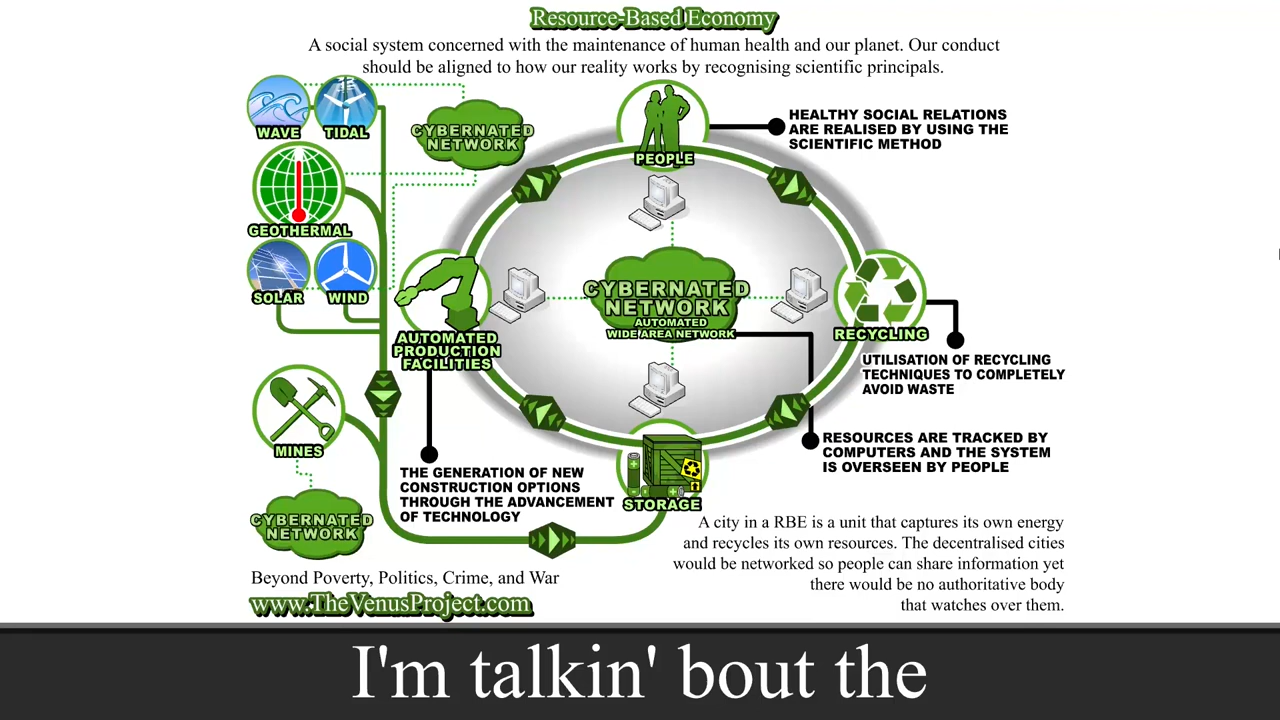 Resource-Based Economy
A social system concerned with the maintenance of human health and our planet. Our conduct
should be aligned to how our reality works by recognising scientific principals.
WAVE
TIDAL
CYBERNATED
NETWORK
PEOPLE
HEALTHY SOCIAL RELATIONS
ARE REALISED BY USING THE
SCIENTIFIC METHOD
GEOTHERMAL
SOLAR
WIND
CYBERNATED
NETWORK
AUTOMATED
WIDE AREA NETWORK
AUTOMATED
PRODUCTION
FACILITIES
RECYCLING
UTILISATION OF RECYCLING
TECHNIQUES TO COMPLETELY
AVOID WASTE
MINES
RESOURCES ARE TRACKED BY
COMPUTERS AND THE SYSTEM
IS OVERSEEN BY PEOPLE
THE GENERATION OF NEW
CONSTRUCTION OPTIONS
THROUGH THE ADVANCEMENT
OF TECHNOLOGY
STORAGE
CYBERNATED
NETWORK
A city in a RBE is a unit that captures its own energy
and recycles its own resources. The decentralised cities
would be networked so people can share information yet
there would be no authoritative body
that watches over them.
Beyond Poverty, Politics, Crime, and War
www.TheVenusProject.com
I'm talkin' bout the